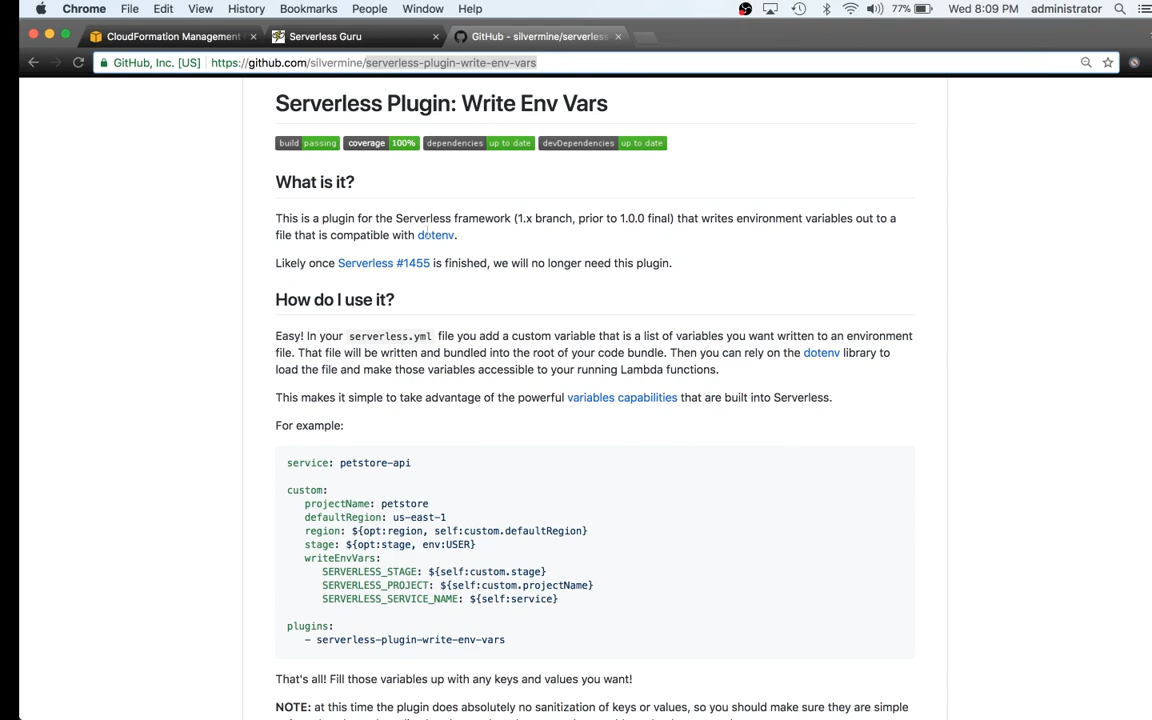 Chrome File Edit View History Bookmarks People Window Help 77% Wed 8:09 PM administrator
CloudFormation Management Serverless Guru GitHub - silvermine/serverless
GitHub, Inc. [US] https://github.com/silvermine/serverless-plugin-write-env-vars
Serverless Plugin: Write Env Vars
build passing coverage 100% dependencies up to date devDependencies up to date
What is it?
This is a plugin for the Serverless framework (1.x branch, prior to 1.0.0 final) that writes environment variables out to a
file that is compatible with dotenv.
Likely once Serverless #1455 is finished, we will no longer need this plugin.
How do I use it?
Easy! In your serverless.yml file you add a custom variable that is a list of variables you want written to an environment
file. That file will be written and bundled into the root of your code bundle. Then you can rely on the dotenv library to
load the file and make those variables accessible to your running Lambda functions.
This makes it simple to take advantage of the powerful variables capabilities that are built into Serverless.
For example:
service: petstore-api
custom:
projectName: petstore
defaultRegion: us-east-1
region: ${opt:region, self:custom.defaultRegion}
stage: ${opt:stage, env:USER}
writeEnvVars:
SERVERLESS_STAGE: ${self:custom.stage}
SERVERLESS_PROJECT: ${self:custom.projectName}
SERVERLESS_SERVICE_NAME: ${self:service}
plugins:
- serverless-plugin-write-env-vars
That's all! Fill those variables up with any keys and values you want!
NOTE: at this time the plugin does absolutely no sanitization of keys or values, so you should make sure they are simple